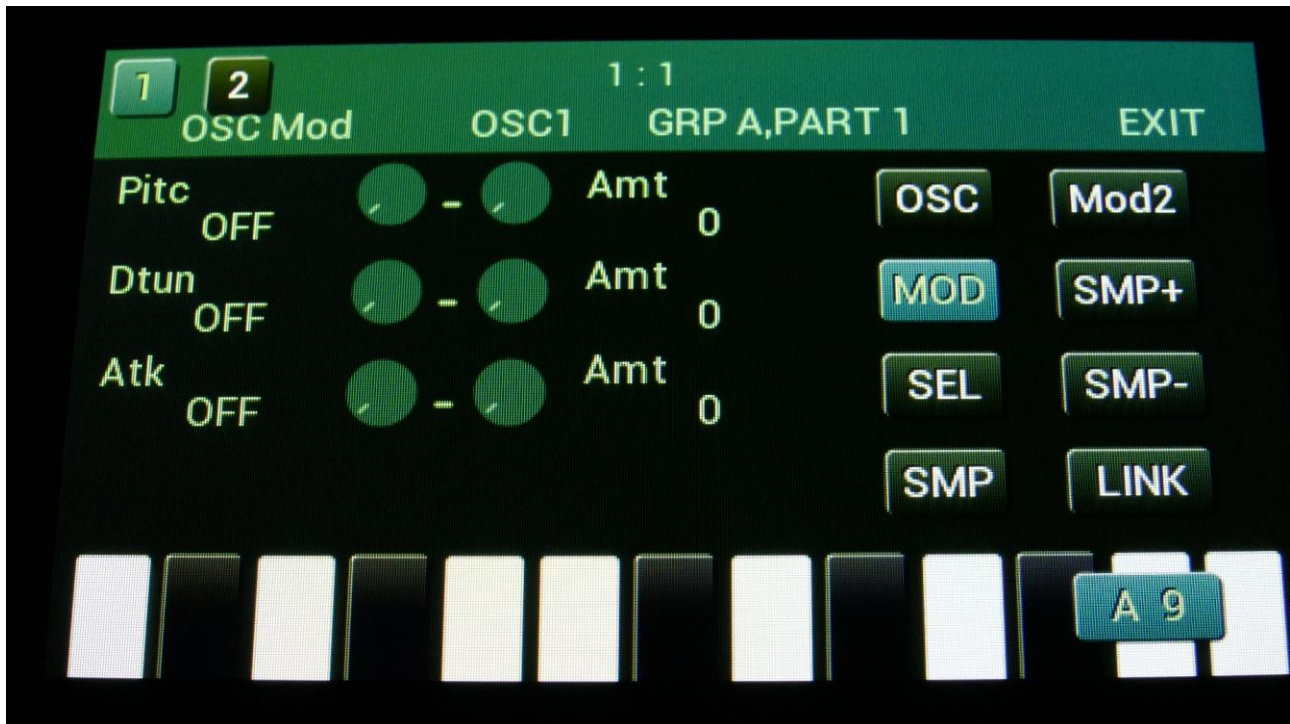 1 2 1 : 1
OSC Mod OSC1 GRP A,PART 1 EXIT
Pitc Amt OSC Mod2
OFF 0
Dtun Amt MOD SMP+
OFF 0
Atk Amt SEL SMP-
OFF 0
SMP LINK
A 9